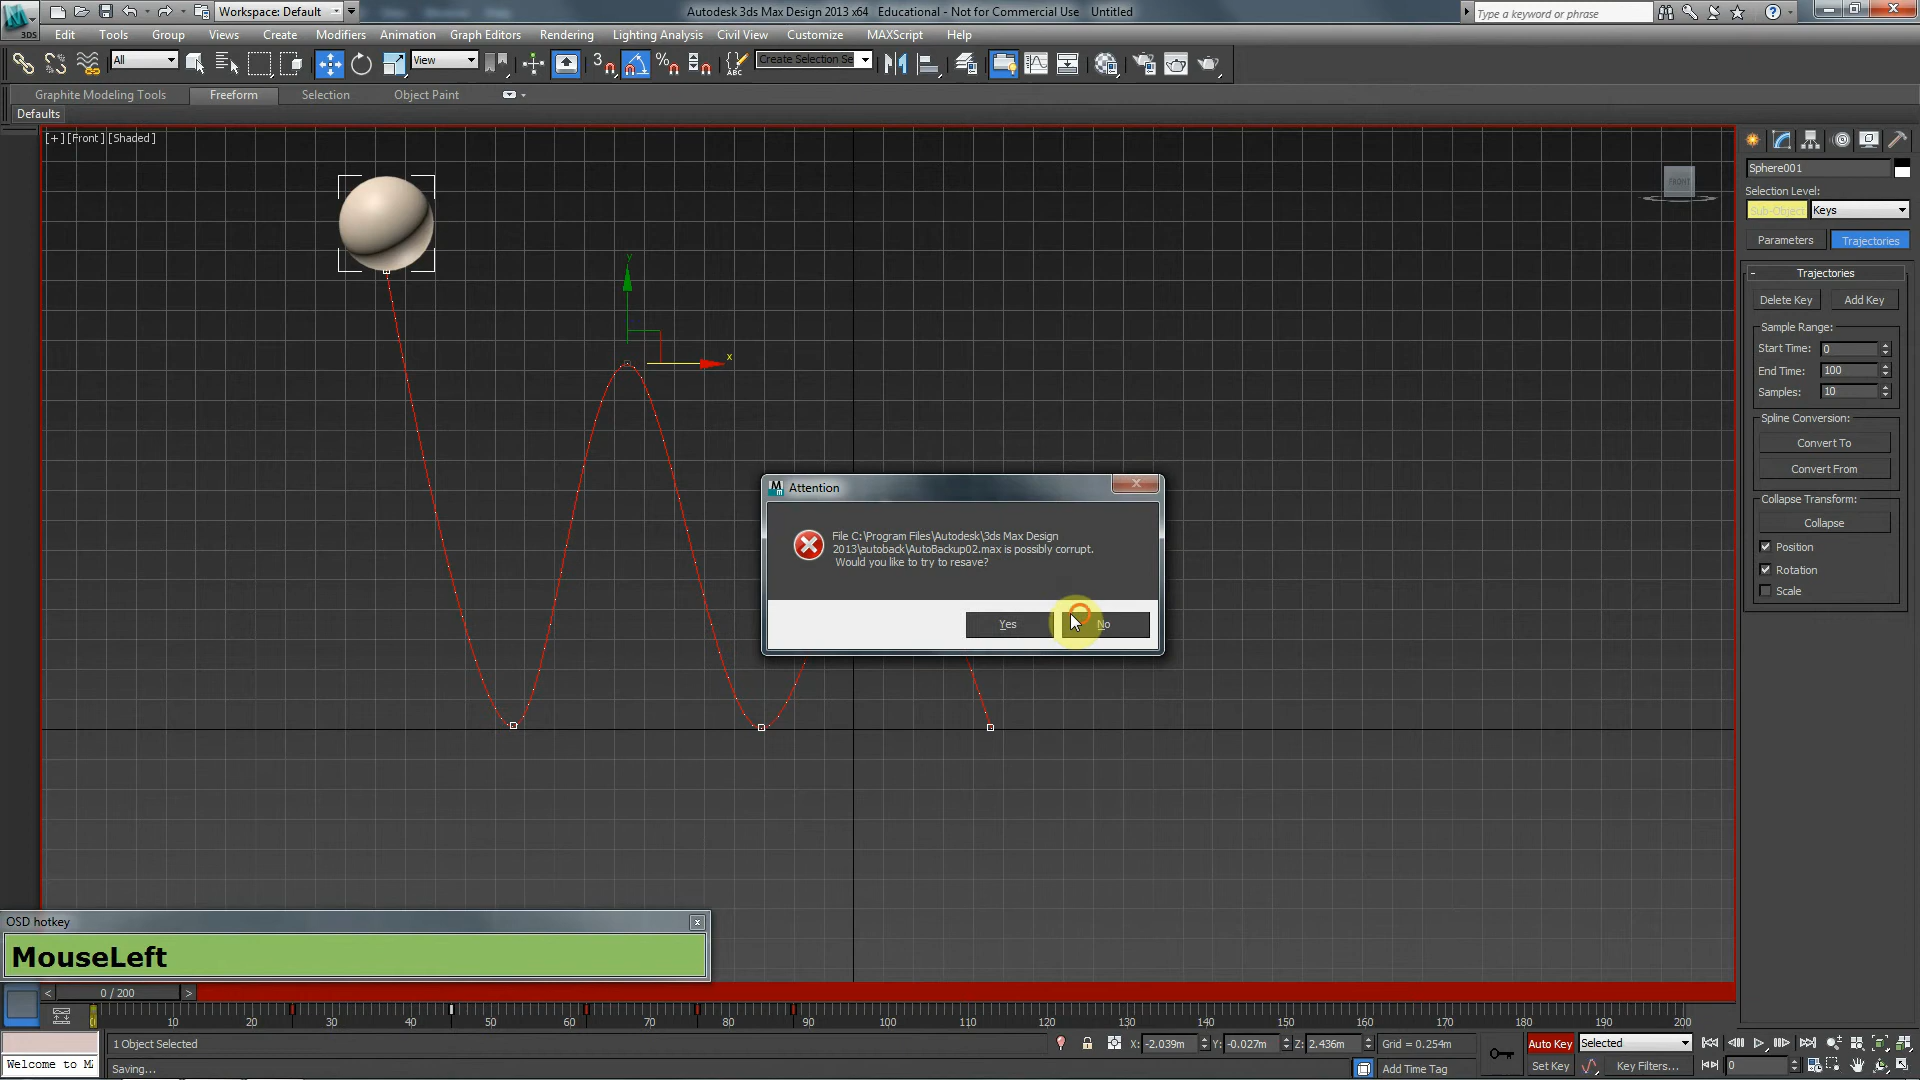 Workspace: Default
Autodesk 3ds Max Design 2013 x64 Educational - Not for Commercial Use Untitled
Type a keyword or phrase
3DS
Edit Tools Group Views Create Modifiers Animation Graph Editors Rendering Lighting Analysis Civil View Customize MAXScript Help
All
View
3
Create Selection Se
Graphite Modeling Tools Freeform Selection Object Paint
Defaults
[+] [Front] [Shaded]
FRONT
Sphere001
Selection Level:
Sub-Object Keys
Parameters Trajectories
- Trajectories
Delete Key Add Key
Sample Range:
Start Time: 0
End Time: 100
Samples: 10
Spline Conversion:
Convert To
Convert From
Collapse Transform:
Collapse
Position
Rotation
Scale
y
x
Attention
File C:\Program Files\Autodesk\3ds Max Design
2013\autoback\AutoBackup02.max is possibly corrupt.
Would you like to try to resave?
Yes No
OSD hotkey
MouseLeft
< 0 / 200 >
10 20 30 40 50 60 70 80 90 100 110 120 130 140 150 160 170 180 190 200
1 Object Selected
X: -2.039m Y: -0.027m Z: 2.436m Grid = 0.254m
Auto Key Selected
Welcome to M
Saving...
Add Time Tag
Set Key Key Filters... 0